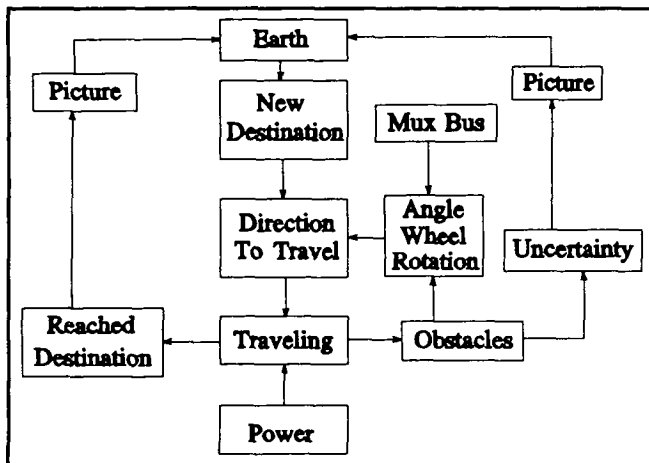 Earth
Picture
Picture
New
Destination
Mux Bus
Direction
To Travel
Angle
Wheel
Rotation
Uncertainty
Reached
Destination
Traveling
Obstacles
Power